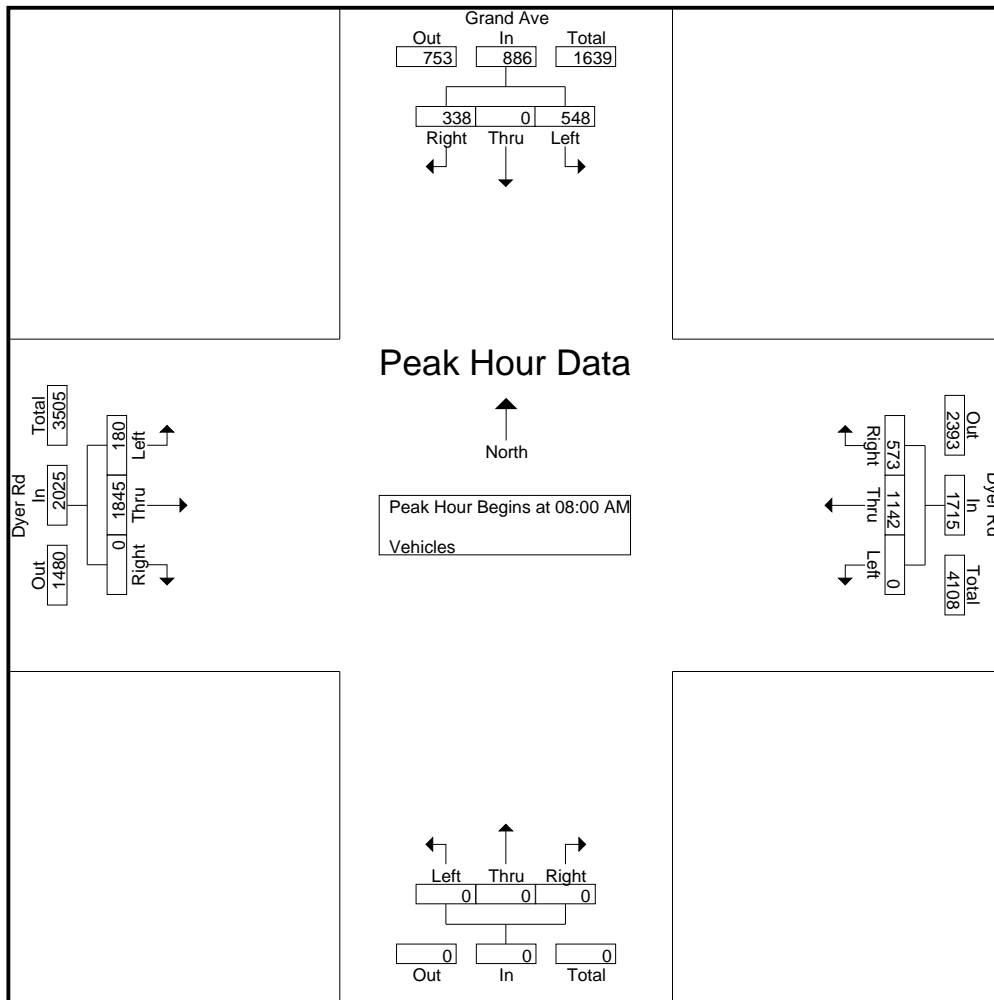 Grand Ave
Out In Total
753 886 1639
338 0 548
Right Thru Left
Peak Hour Data
North
Peak Hour Begins at 08:00 AM
Vehicles
Dyer Rd
Total In Out
3505 2025 1480
180 1845 0
Left Thru Right
Right Thru Left
573 1142 0
Out In Total
2393 1715 4108
Dyer Rd
Left Thru Right
0 0 0
0 0 0
Out In Total